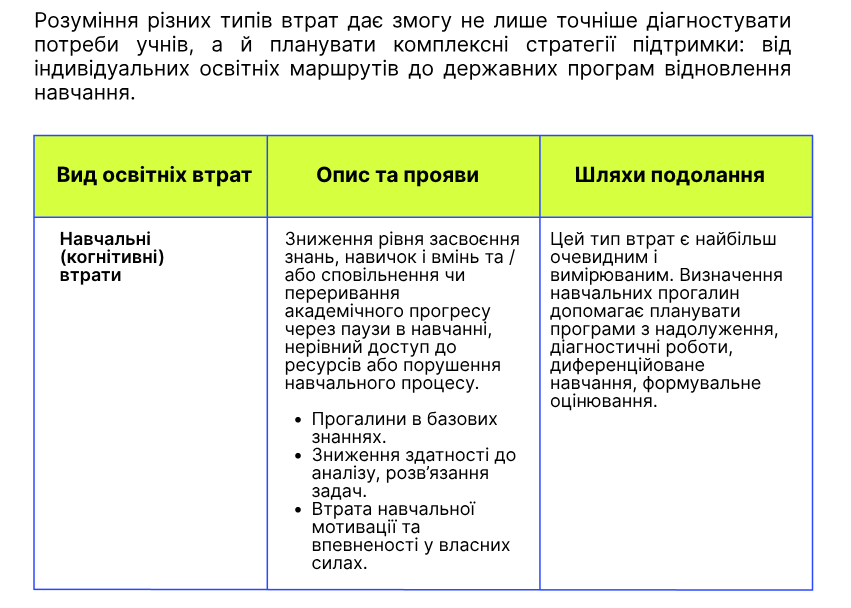 Розуміння різних типів втрат дає змогу не лише точніше діагностувати
потреби учнів, а й планувати комплексні стратегії підтримки: від
індивідуальних освітніх маршрутів до державних програм відновлення
навчання.
Вид освітніх втрат
Опис та прояви
Шляхи подолання
Навчальні
(когнітивні)
втрати
Зниження рівня засвоєння
знань, навичок і вмінь та /
або сповільнення чи
переривання
академічного прогресу
через паузи в навчанні,
нерівний доступ до
ресурсів або порушення
навчального процесу.
• Прогалини в базових
знаннях.
• Зниження здатності до
аналізу, розв’язання
задач.
• Втрата навчальної
мотивації та
впевненості у власних
силах.
Цей тип втрат є найбільш
очевидним і
вимірюваним. Визначення
навчальних прогалин
допомагає планувати
програми з надолуження,
діагностичні роботи,
диференційоване
навчання, формувальне
оцінювання.